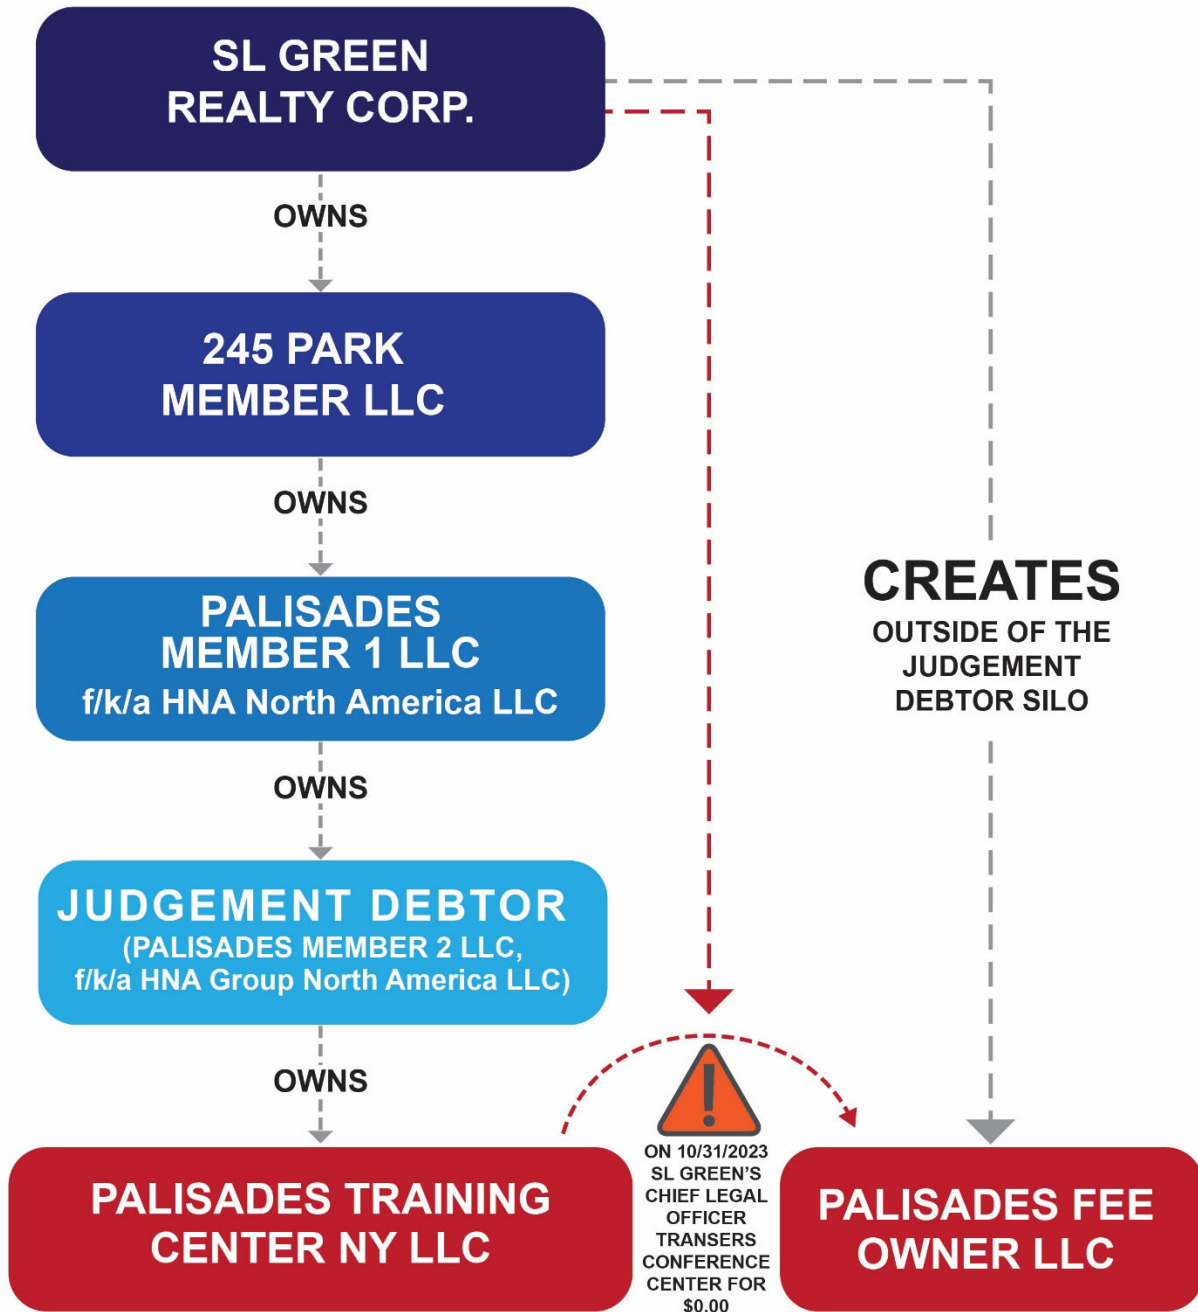 SL GREEN
REALTY CORP.
OWNS
245 PARK
MEMBER LLC
OWNS
PALISADES
MEMBER 1 LLC
f/k/a HNA North America LLC
CREATES
OUTSIDE OF THE
JUDGEMENT
DEBTOR SILO
OWNS
JUDGEMENT DEBTOR
(PALISADES MEMBER 2 LLC,
f/k/a HNA Group North America LLC)
OWNS
!
ON 10/31/2023
SL GREEN’S
CHIEF LEGAL
OFFICER
TRANSERS
CONFERENCE
CENTER FOR
$0.00
PALISADES TRAINING
CENTER NY LLC
PALISADES FEE
OWNER LLC